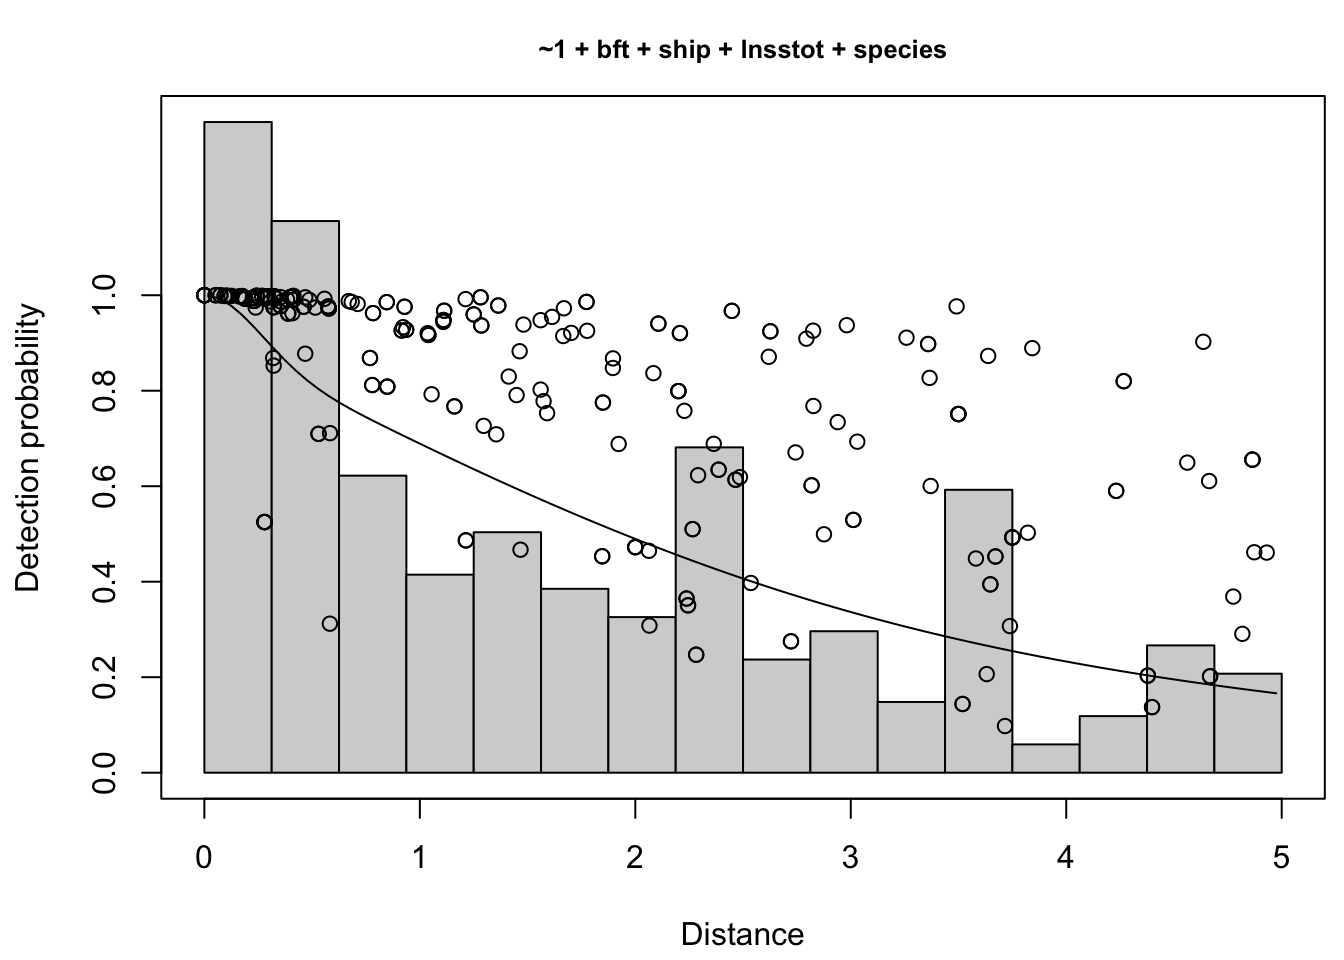 ~1 + bft + ship + lnsstot + species
Detection probability
1.0
0.8
0.6
0.4
0.2
0.0
0 1 2 3 4 5
Distance